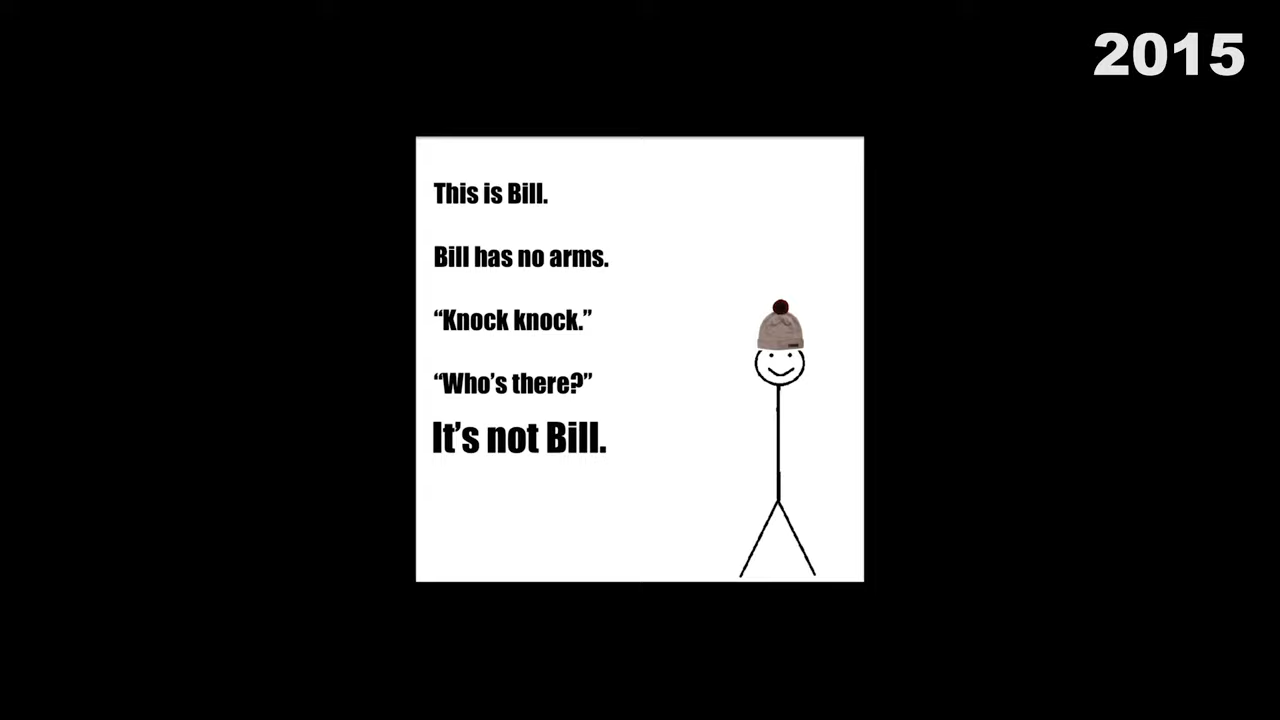 2015
This is Bill.
Bill has no arms.
“Knock knock.”
“Who’s there?”
It’s not Bill.